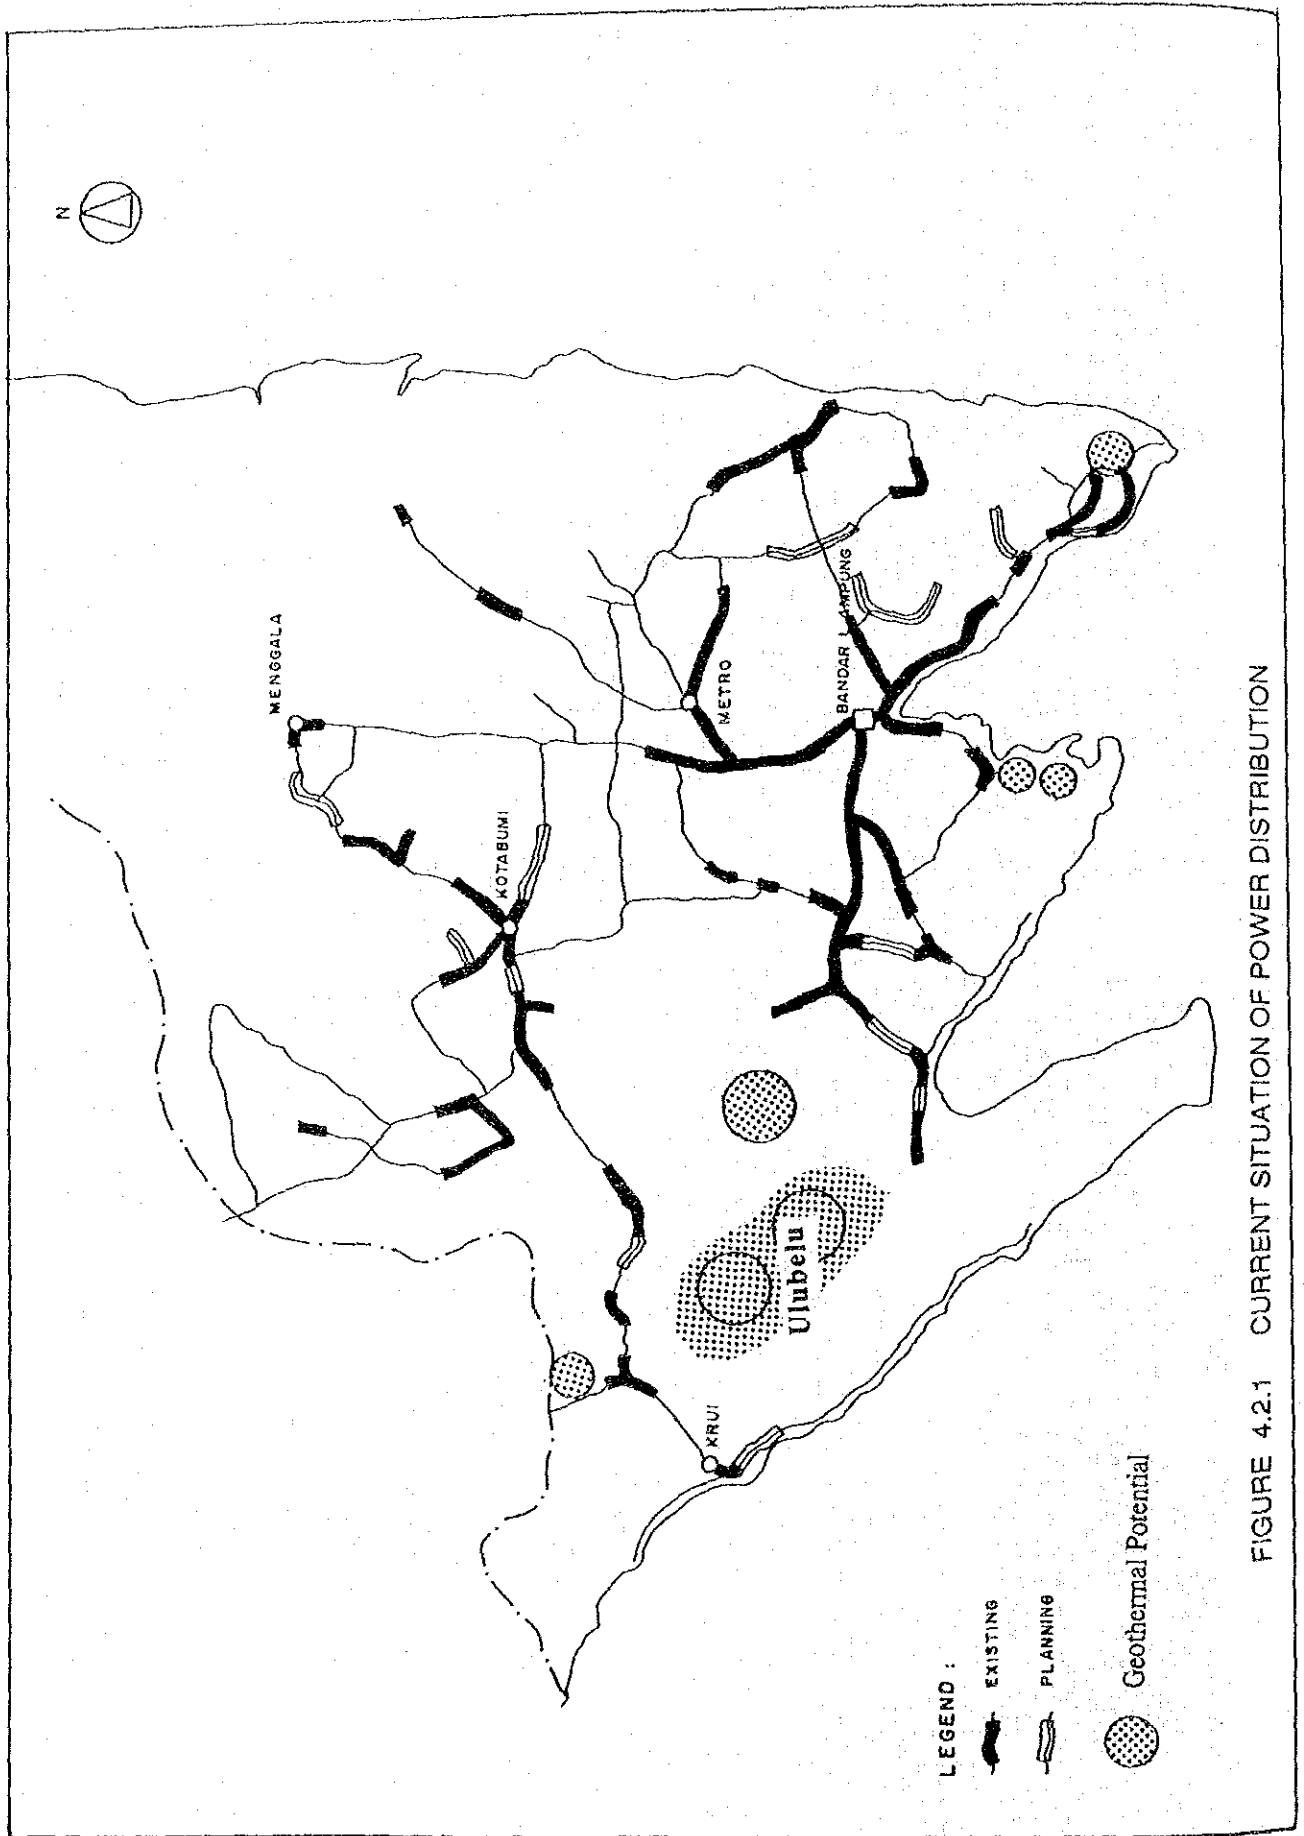 N
MENGGALA
KOTABUMI
METRO
BANDAR LAMPUNG
Ulubelu
KRUI
LEGEND :
EXISTING
PLANNING
Geothermal Potential
FIGURE 4.2.1 CURRENT SITUATION OF POWER DISTRIBUTION